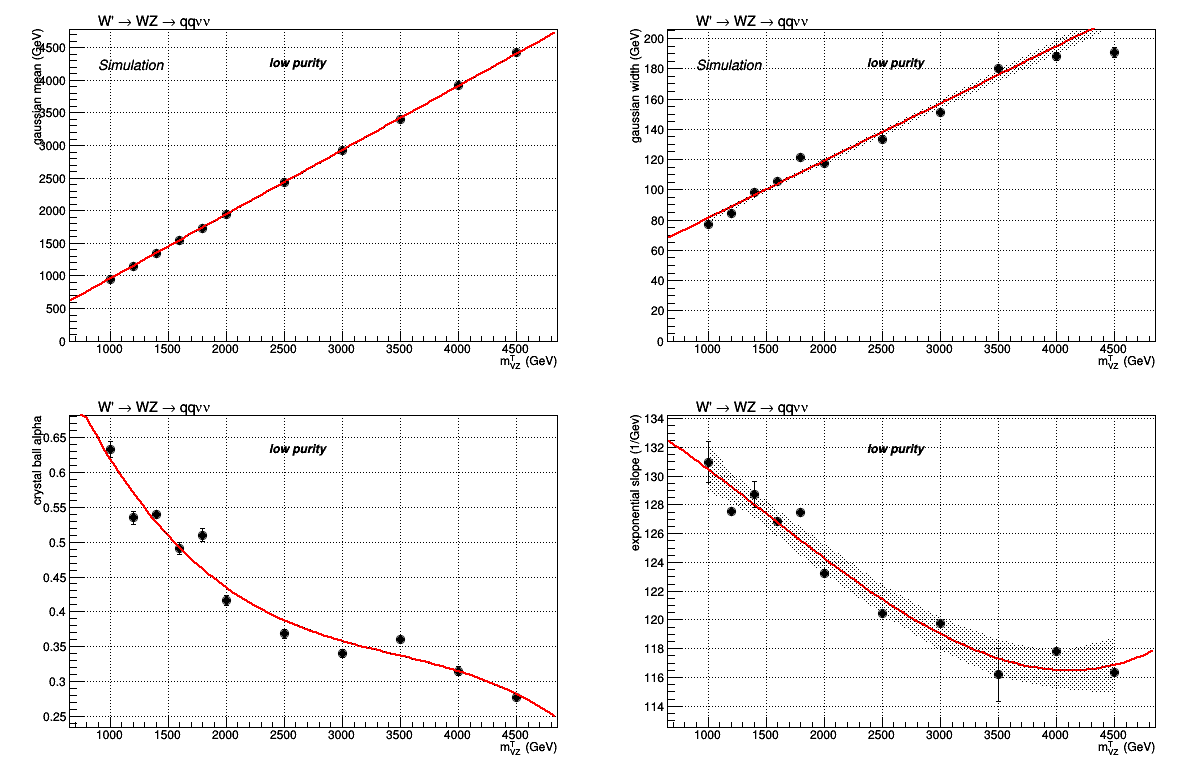 W' → WZ → qqνν
gaussian mean (GeV)
Simulation
low purity
4500
4000
3500
3000
2500
2000
1500
1000
500
0
1000 1500 2000 2500 3000 3500 4000 4500
m^T_VZ (GeV)
W' → WZ → qqνν
gaussian width (GeV)
Simulation
low purity
200
180
160
140
120
100
80
60
40
20
0
1000 1500 2000 2500 3000 3500 4000 4500
m^T_VZ (GeV)
W' → WZ → qqνν
crystal ball alpha
low purity
0.65
0.6
0.55
0.5
0.45
0.4
0.35
0.3
0.25
1000 1500 2000 2500 3000 3500 4000 4500
m^T_VZ (GeV)
W' → WZ → qqνν
exponential slope (1/Gev)
low purity
134
132
130
128
126
124
122
120
118
116
114
1000 1500 2000 2500 3000 3500 4000 4500
m^T_VZ (GeV)